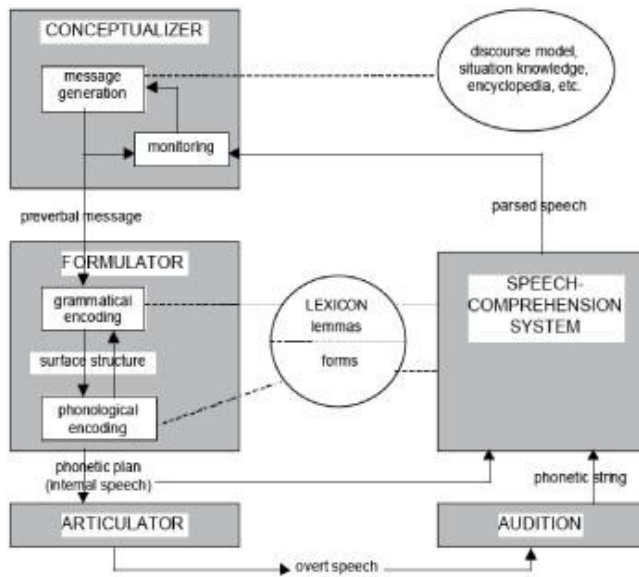 CONCEPTUALIZER
message
generation
monitoring
discourse model,
situation knowledge,
encyclopedia, etc.
preverbal message
parsed speech
FORMULATOR
grammatical
encoding
surface structure
phonological
encoding
LEXICON
lemmas
forms
SPEECH-
COMPREHENSION
SYSTEM
phonetic plan
(internal speech)
phonetic string
ARTICULATOR
AUDITION
overt speech